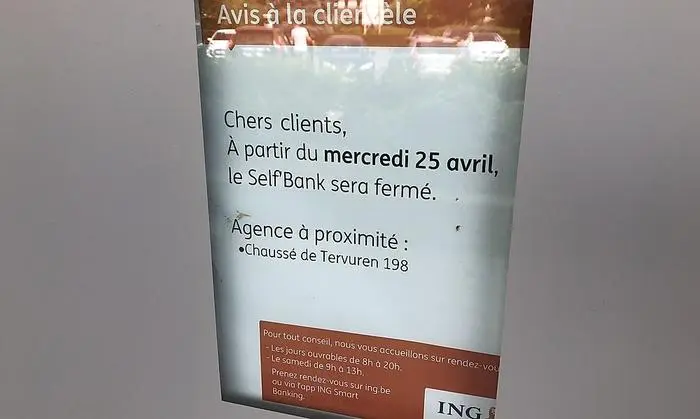 Avis à la clientèle
Chers clients,
À partir du mercredi 25 avril,
le Self'Bank sera fermé.
Agence à proximité :
•Chaussé de Tervuren 198
Pour tout conseil, nous vous accueillons sur rendez-vou
- Les jours ouvrables de 8h à 20h.
- Le samedi de 9h à 13h.
Prenez rendez-vous sur ing.be
ou via l'app ING Smart
Banking.
ING